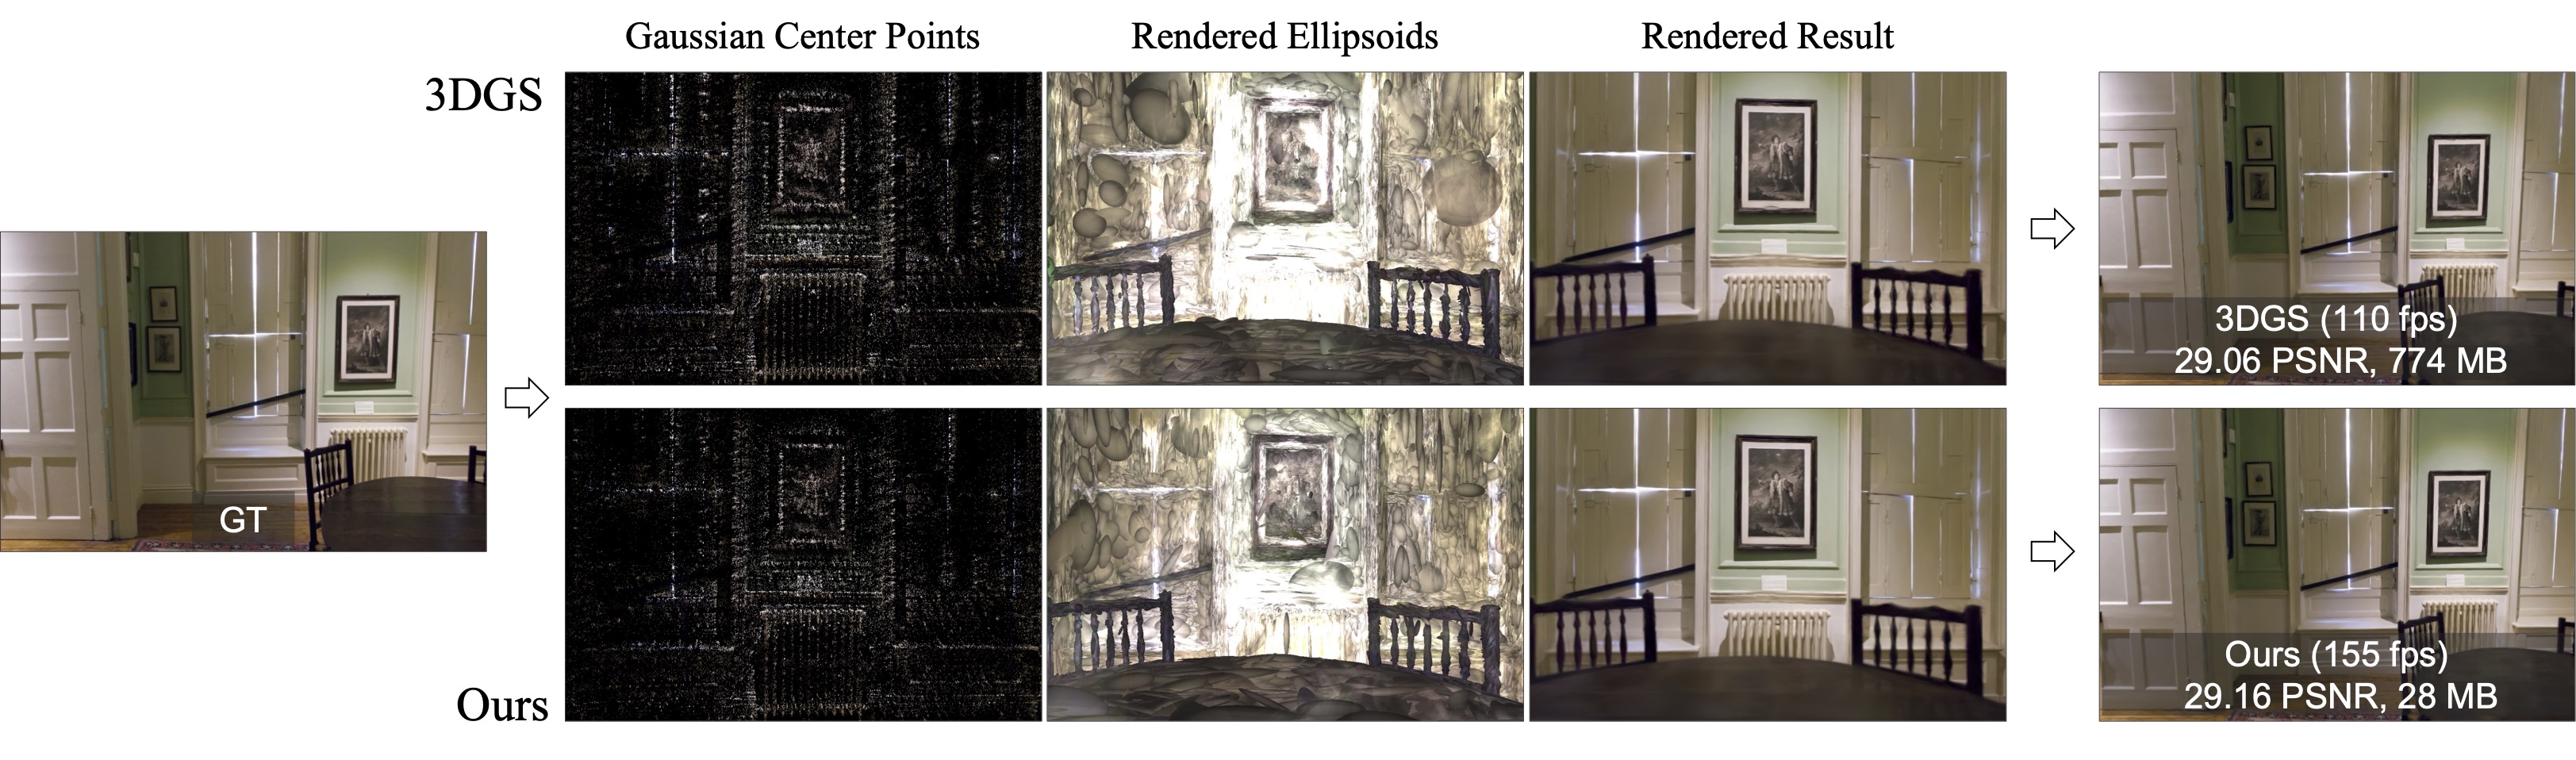 Gaussian Center Points
Rendered Ellipsoids
Rendered Result
3DGS
3DGS (110 fps)
29.06 PSNR, 774 MB
GT
Ours
Ours (155 fps)
29.16 PSNR, 28 MB